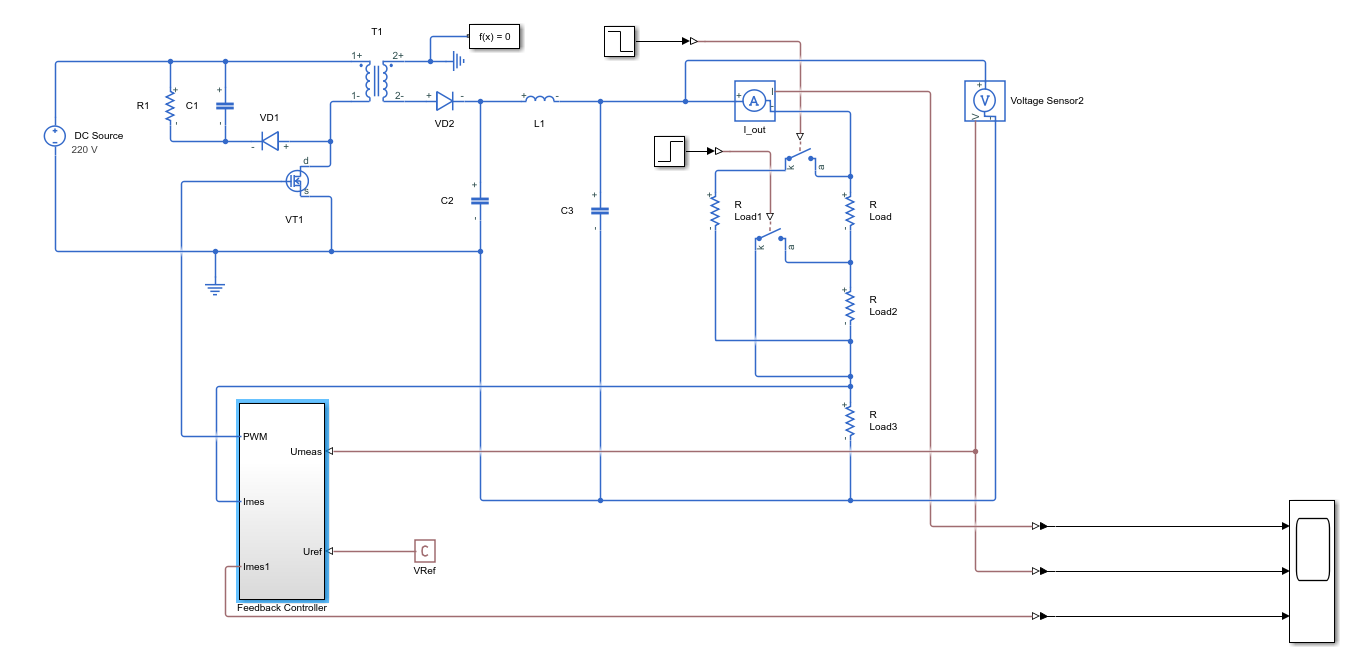 T1
f(x) = 0
1+
2+
1-
2-
+
-
R1
C1
+
-
+
-
VD1
-
+
DC Source
220 V
+
-
VD2
+
-
L1
+
A
I
I_out
+
V
V
Voltage Sensor2
d
s
VT1
C2
+
-
C3
+
-
k
a
R
Load1
+
-
R
Load
+
-
k
a
R
Load2
+
-
R
Load3
+
-
PWM
Umeas
Imes
Uref
Imes1
C
VRef
Feedback Controller